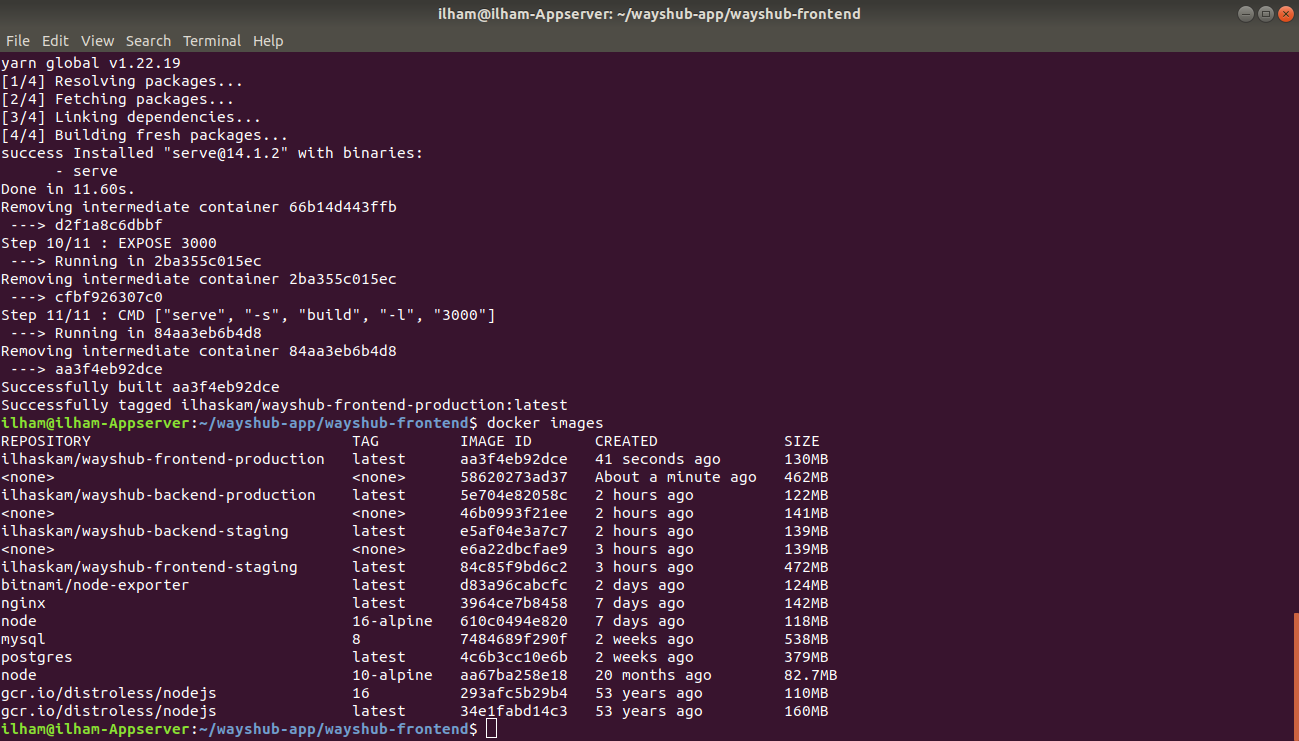 ilham@ilham-Appserver: ~/wayshub-app/wayshub-frontend
File Edit View Search Terminal Help
yarn global v1.22.19
[1/4] Resolving packages...
[2/4] Fetching packages...
[3/4] Linking dependencies...
[4/4] Building fresh packages...
success Installed "serve@14.1.2" with binaries:
      - serve
Done in 11.60s.
Removing intermediate container 66b14d443ffb
 ---> d2f1a8c6dbbf
Step 10/11 : EXPOSE 3000
 ---> Running in 2ba355c015ec
Removing intermediate container 2ba355c015ec
 ---> cfbf926307c0
Step 11/11 : CMD ["serve", "-s", "build", "-l", "3000"]
 ---> Running in 84aa3eb6b4d8
Removing intermediate container 84aa3eb6b4d8
 ---> aa3f4eb92dce
Successfully built aa3f4eb92dce
Successfully tagged ilhaskam/wayshub-frontend-production:latest
ilham@ilham-Appserver:~/wayshub-app/wayshub-frontend$ docker images
REPOSITORY                             TAG         IMAGE ID       CREATED              SIZE
ilhaskam/wayshub-frontend-production   latest      aa3f4eb92dce   41 seconds ago       130MB
<none>                                 <none>      58620273ad37   About a minute ago   462MB
ilhaskam/wayshub-backend-production    latest      5e704e82058c   2 hours ago          122MB
<none>                                 <none>      46b0993f21ee   2 hours ago          141MB
ilhaskam/wayshub-backend-staging       latest      e5af04e3a7c7   2 hours ago          139MB
<none>                                 <none>      e6a22dbcfae9   3 hours ago          139MB
ilhaskam/wayshub-frontend-staging      latest      84c85f9bd6c2   3 hours ago          472MB
bitnami/node-exporter                  latest      d83a96cabcfc   2 days ago           124MB
nginx                                  latest      3964ce7b8458   7 days ago           142MB
node                                   16-alpine   610c0494e820   7 days ago           118MB
mysql                                  8           7484689f290f   2 weeks ago          538MB
postgres                               latest      4c6b3cc10e6b   2 weeks ago          379MB
node                                   10-alpine   aa67ba258e18   20 months ago        82.7MB
gcr.io/distroless/nodejs               16          293afc5b29b4   53 years ago         110MB
gcr.io/distroless/nodejs               latest      34e1fabd14c3   53 years ago         160MB
ilham@ilham-Appserver:~/wayshub-app/wayshub-frontend$